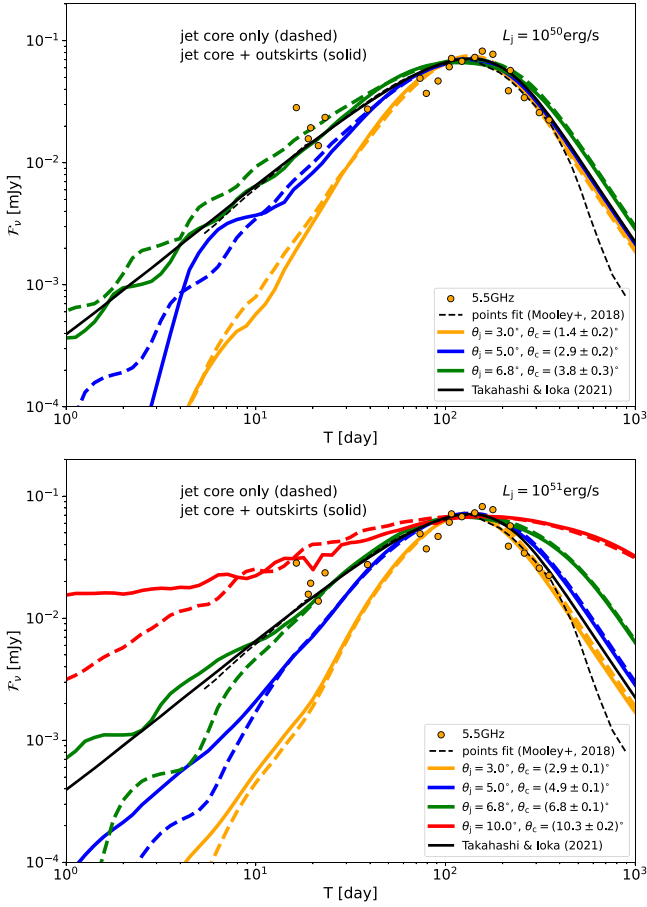 jet core only (dashed)
jet core + outskirts (solid)
L_j = 10^50 erg/s
10^-1
10^-2
10^-3
10^-4
F_ν [mJy]
5.5GHz
points fit (Mooley+, 2018)
θ_j = 3.0°, θ_c = (1.4 ± 0.2)°
θ_j = 5.0°, θ_c = (2.9 ± 0.2)°
θ_j = 6.8°, θ_c = (3.8 ± 0.3)°
Takahashi & Ioka (2021)
10^0 10^1 10^2 10^3
T [day]
jet core only (dashed)
jet core + outskirts (solid)
L_j = 10^51 erg/s
10^-1
10^-2
10^-3
10^-4
F_ν [mJy]
5.5GHz
points fit (Mooley+, 2018)
θ_j = 3.0°, θ_c = (2.9 ± 0.1)°
θ_j = 5.0°, θ_c = (4.9 ± 0.1)°
θ_j = 6.8°, θ_c = (6.8 ± 0.1)°
θ_j = 10.0°, θ_c = (10.3 ± 0.2)°
Takahashi & Ioka (2021)
10^0 10^1 10^2 10^3
T [day]